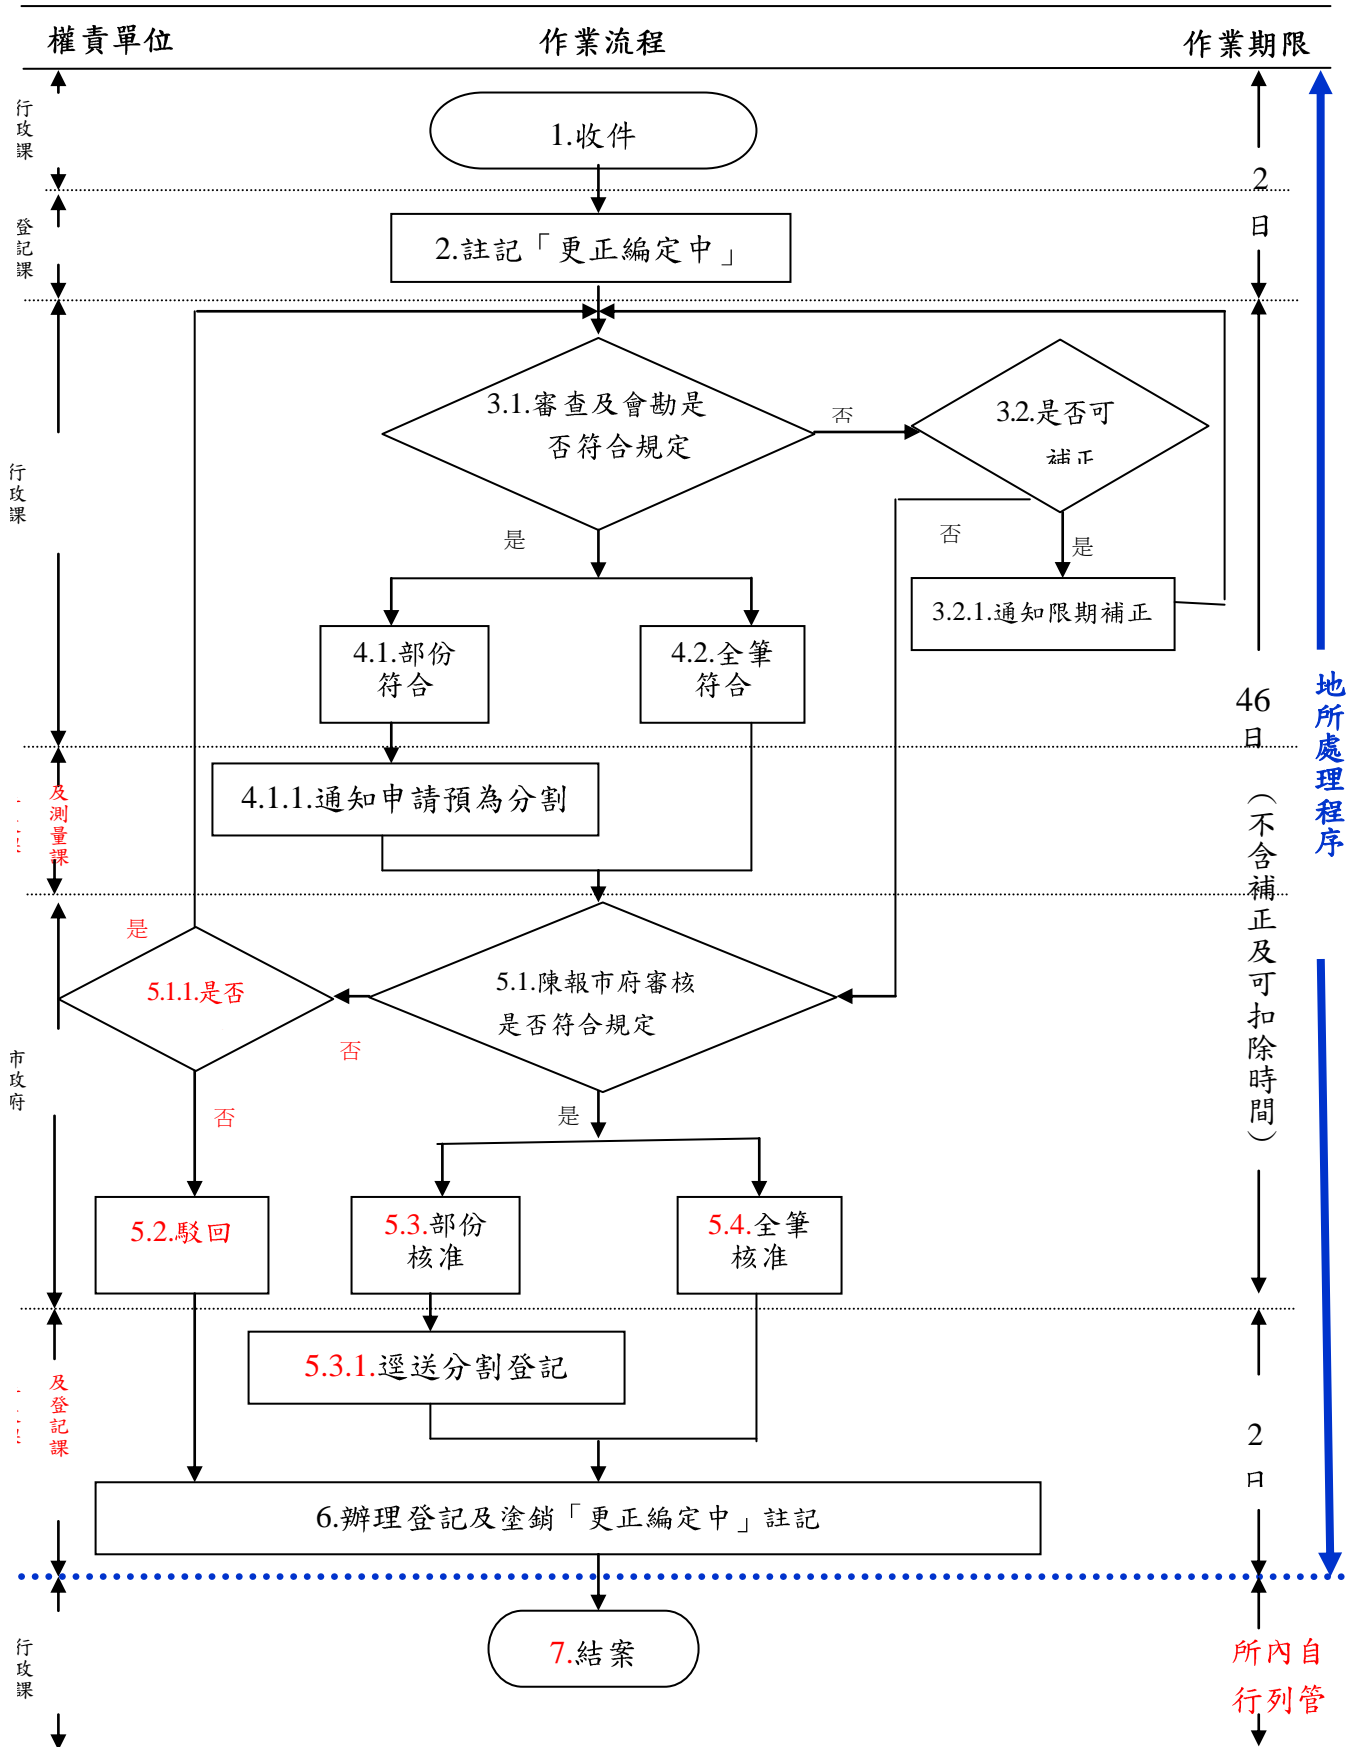 權責單位
作業流程
作業期限
行政課
1.收件
2
日
登記課
2.註記「更正編定中」
行政課
3.1.審查及會勘是
否符合規定
否
3.2.是否可
補正
是
否
是
3.2.1.通知限期補正
4.1.部份
符合
4.2.全筆
符合
46
日
(不含補正及可扣除時間)
地所處理程序
及測量課
4.1.1.通知申請預為分割
市政府
是
5.1.1.是否
否
5.1.陳報市府審核
是否符合規定
否
是
5.2.駁回
5.3.部份
核准
5.4.全筆
核准
及登記課
5.3.1.逕送分割登記
2
日
6.辦理登記及塗銷「更正編定中」註記
行政課
7.結案
所內自
行列管